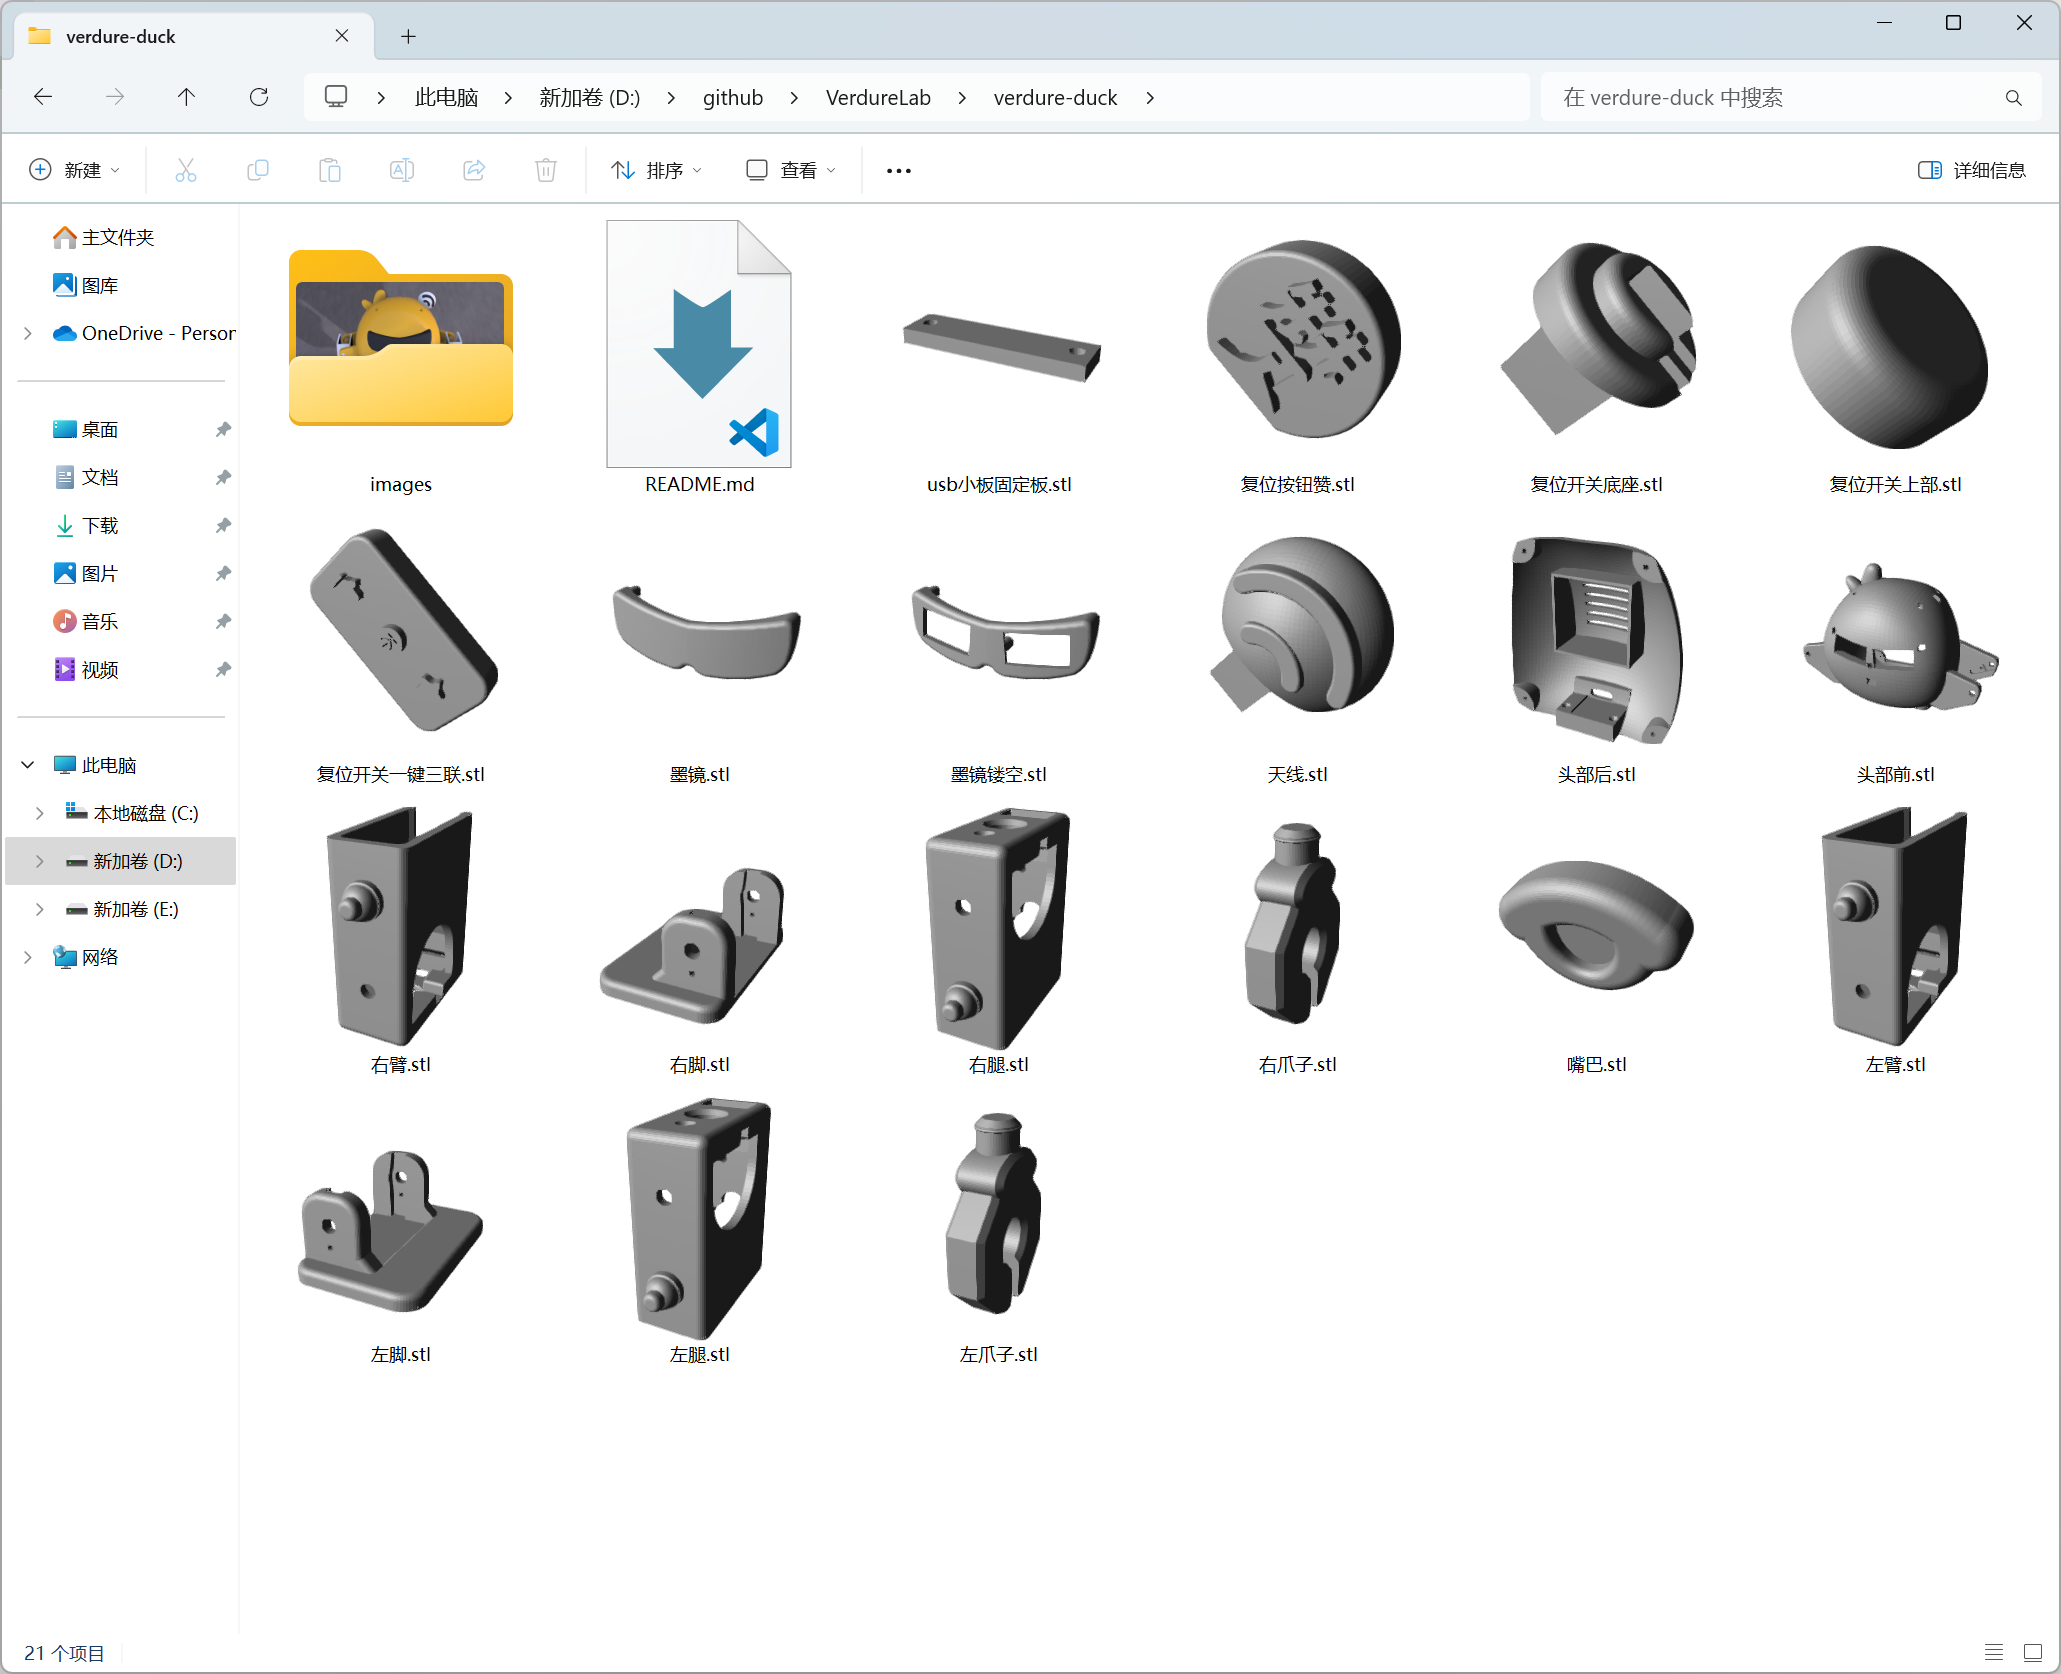 verdure-duck
此电脑
新加卷 (D:)
github
VerdureLab
verdure-duck
在 verdure-duck 中搜索
新建
排序
查看
详细信息
主文件夹
图库
OneDrive - Person
桌面
文档
下载
图片
音乐
视频
此电脑
本地磁盘 (C:)
新加卷 (D:)
新加卷 (E:)
网络
images
README.md
usb小板固定板.stl
复位按钮赞.stl
复位开关底座.stl
复位开关上部.stl
复位开关一键三联.stl
墨镜.stl
墨镜镂空.stl
天线.stl
头部后.stl
头部前.stl
右臂.stl
右脚.stl
右腿.stl
右爪子.stl
嘴巴.stl
左臂.stl
左脚.stl
左腿.stl
左爪子.stl
21 个项目